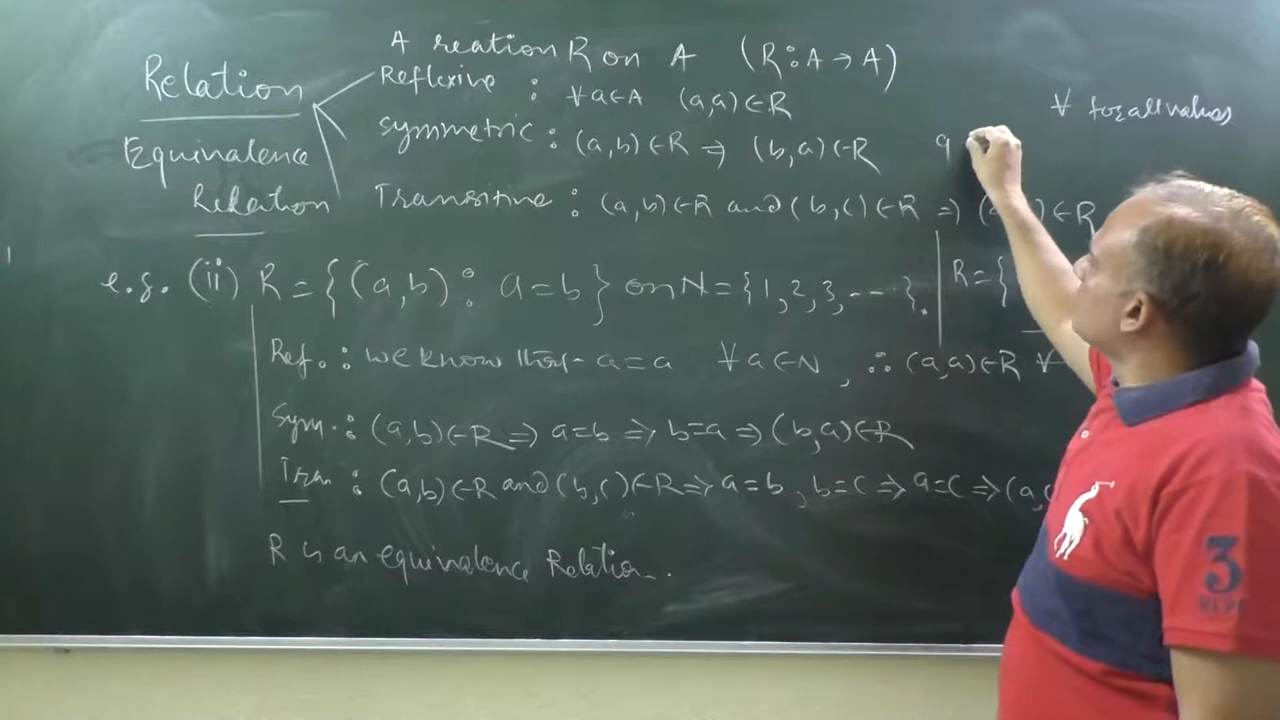 A reation R on A (R : A → A)
Relation
Reflexive : ∀ a ∈ A (a,a) ∈ R
∀ for all values
Symmetric : (a,b) ∈ R ⇒ (b,a) ∈ R
Equivalence
Relation
Transitive : (a,b) ∈ R and (b,c) ∈ R ⇒ ( ) ∈ R
e.g. (ii) R = {(a,b) : a = b} on N = {1, 2, 3, --- }.
R = {
Ref. : we know that a = a ∀ a ∈ N , ∴ (a,a) ∈ R ∀
Sym. : (a,b) ∈ R ⇒ a = b ⇒ b = a ⇒ (b,a) ∈ R
Tran : (a,b) ∈ R and (b,c) ∈ R ⇒ a = b , b = c ⇒ a = c ⇒ (a,c
R is an equivalence Relation.
3